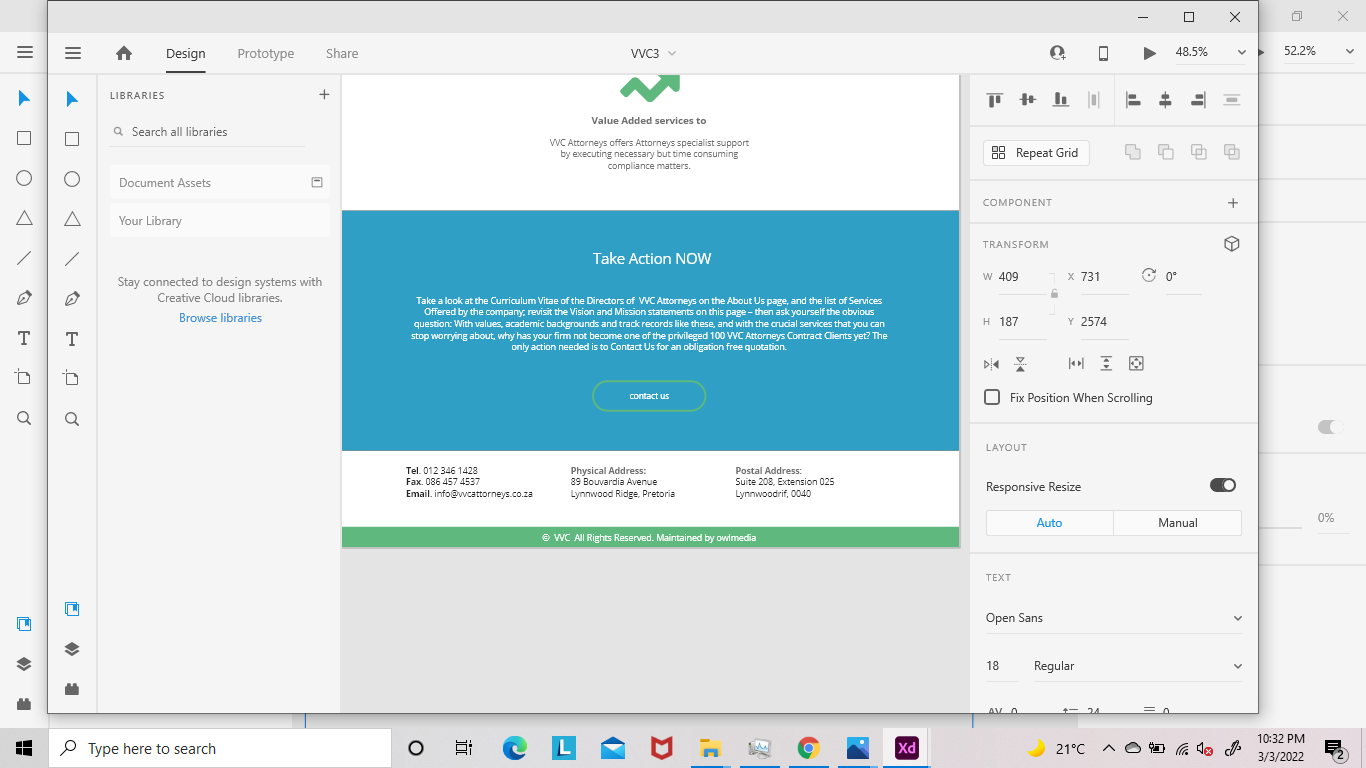 Design
Prototype
Share
VVC3
48.5%
52.2%
LIBRARIES
Search all libraries
Document Assets
Your Library
Stay connected to design systems with
Creative Cloud libraries.
Browse libraries
Value Added services to
VVC Attorneys offers Attorneys specialist support
by executing necessary but time consuming
compliance matters.
Take Action NOW
Take a look at the Curriculum Vitae of the Directors of VVC Attorneys on the About Us page, and the list of Services
Offered by the company; revisit the Vision and Mission statements on this page – then ask yourself the obvious
question: With values, academic backgrounds and track records like these, and with the crucial services that you can
stop worrying about, why has your firm not become one of the privileged 100 VVC Attorneys Contract Clients yet? The
only action needed is to Contact Us for an obligation free quotation.
contact us
Tel. 012 346 1428
Fax. 086 457 4537
Email. info@vvcattorneys.co.za
Physical Address:
89 Bouvardia Avenue
Lynnwood Ridge, Pretoria
Postal Address:
Suite 208, Extension 025
Lynnwoodrif, 0040
© VVC All Rights Reserved. Maintained by owlmedia
Repeat Grid
COMPONENT
TRANSFORM
W 409
X 731
0°
H 187
Y 2574
Fix Position When Scrolling
LAYOUT
Responsive Resize
Auto
Manual
0%
TEXT
Open Sans
18
Regular
AV 0
24
0
Type here to search
L
Xd
21°C
10:32 PM
3/3/2022
2